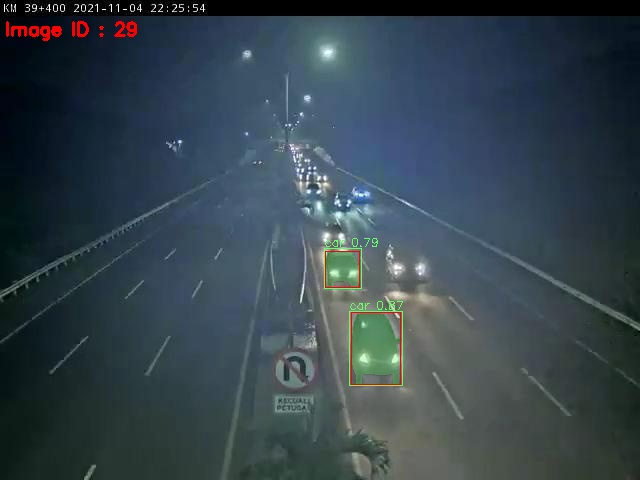 KM 39+400 2021-11-04 22:25:54
Image ID : 29
car 0.79
car 0.87
KECUALI
PETUGAS